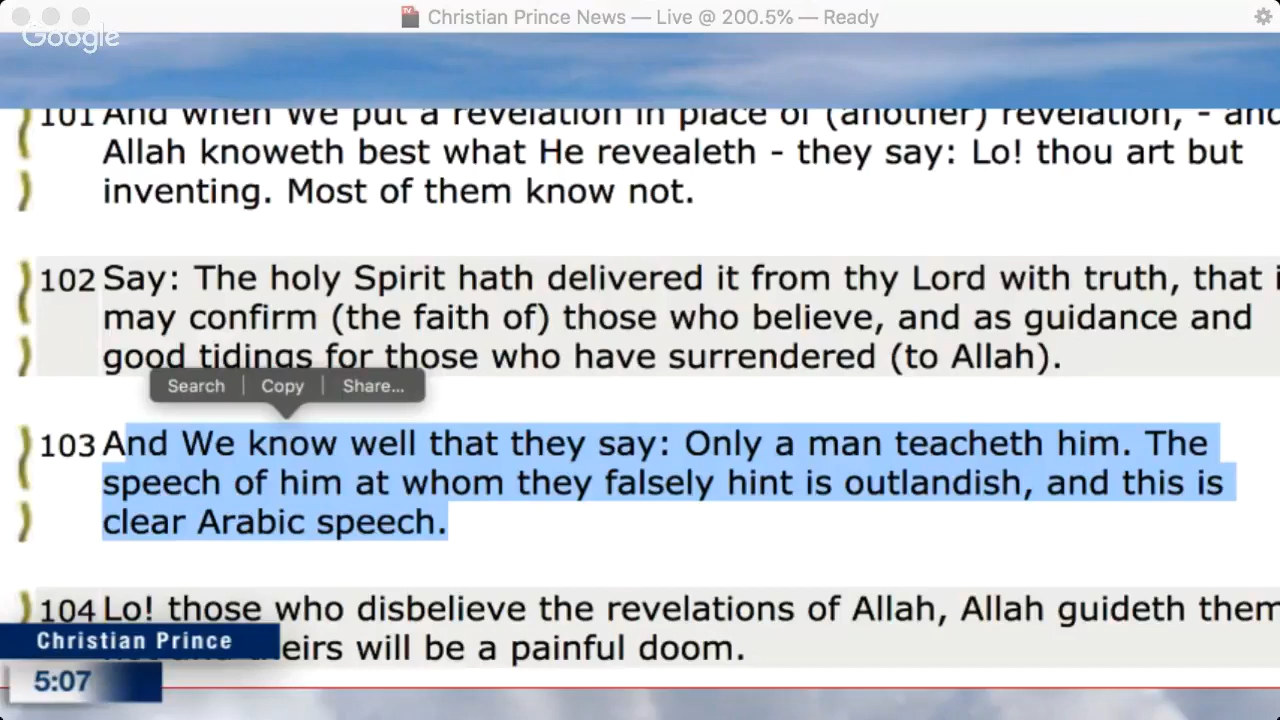 Christian Prince News — Live @ 200.5% — Ready
Google
101 And when We put a revelation in place of (another) revelation, - and
Allah knoweth best what He revealeth - they say: Lo! thou art but
inventing. Most of them know not.
102 Say: The holy Spirit hath delivered it from thy Lord with truth, that i
may confirm (the faith of) those who believe, and as guidance and
good tidings for those who have surrendered (to Allah).
Search Copy Share...
103 And We know well that they say: Only a man teacheth him. The
speech of him at whom they falsely hint is outlandish, and this is
clear Arabic speech.
104 Lo! those who disbelieve the revelations of Allah, Allah guideth them
Christian Prince
theirs will be a painful doom.
5:07